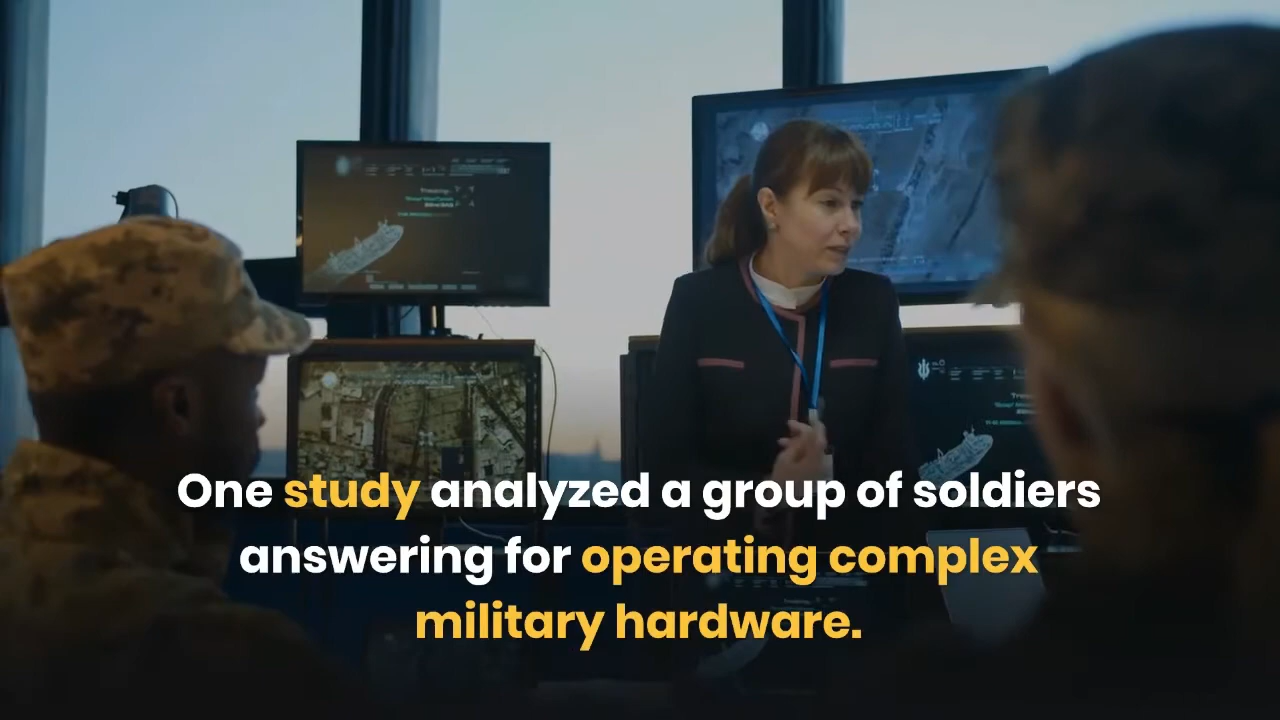 One study analyzed a group of soldiers
answering for operating complex
military hardware.